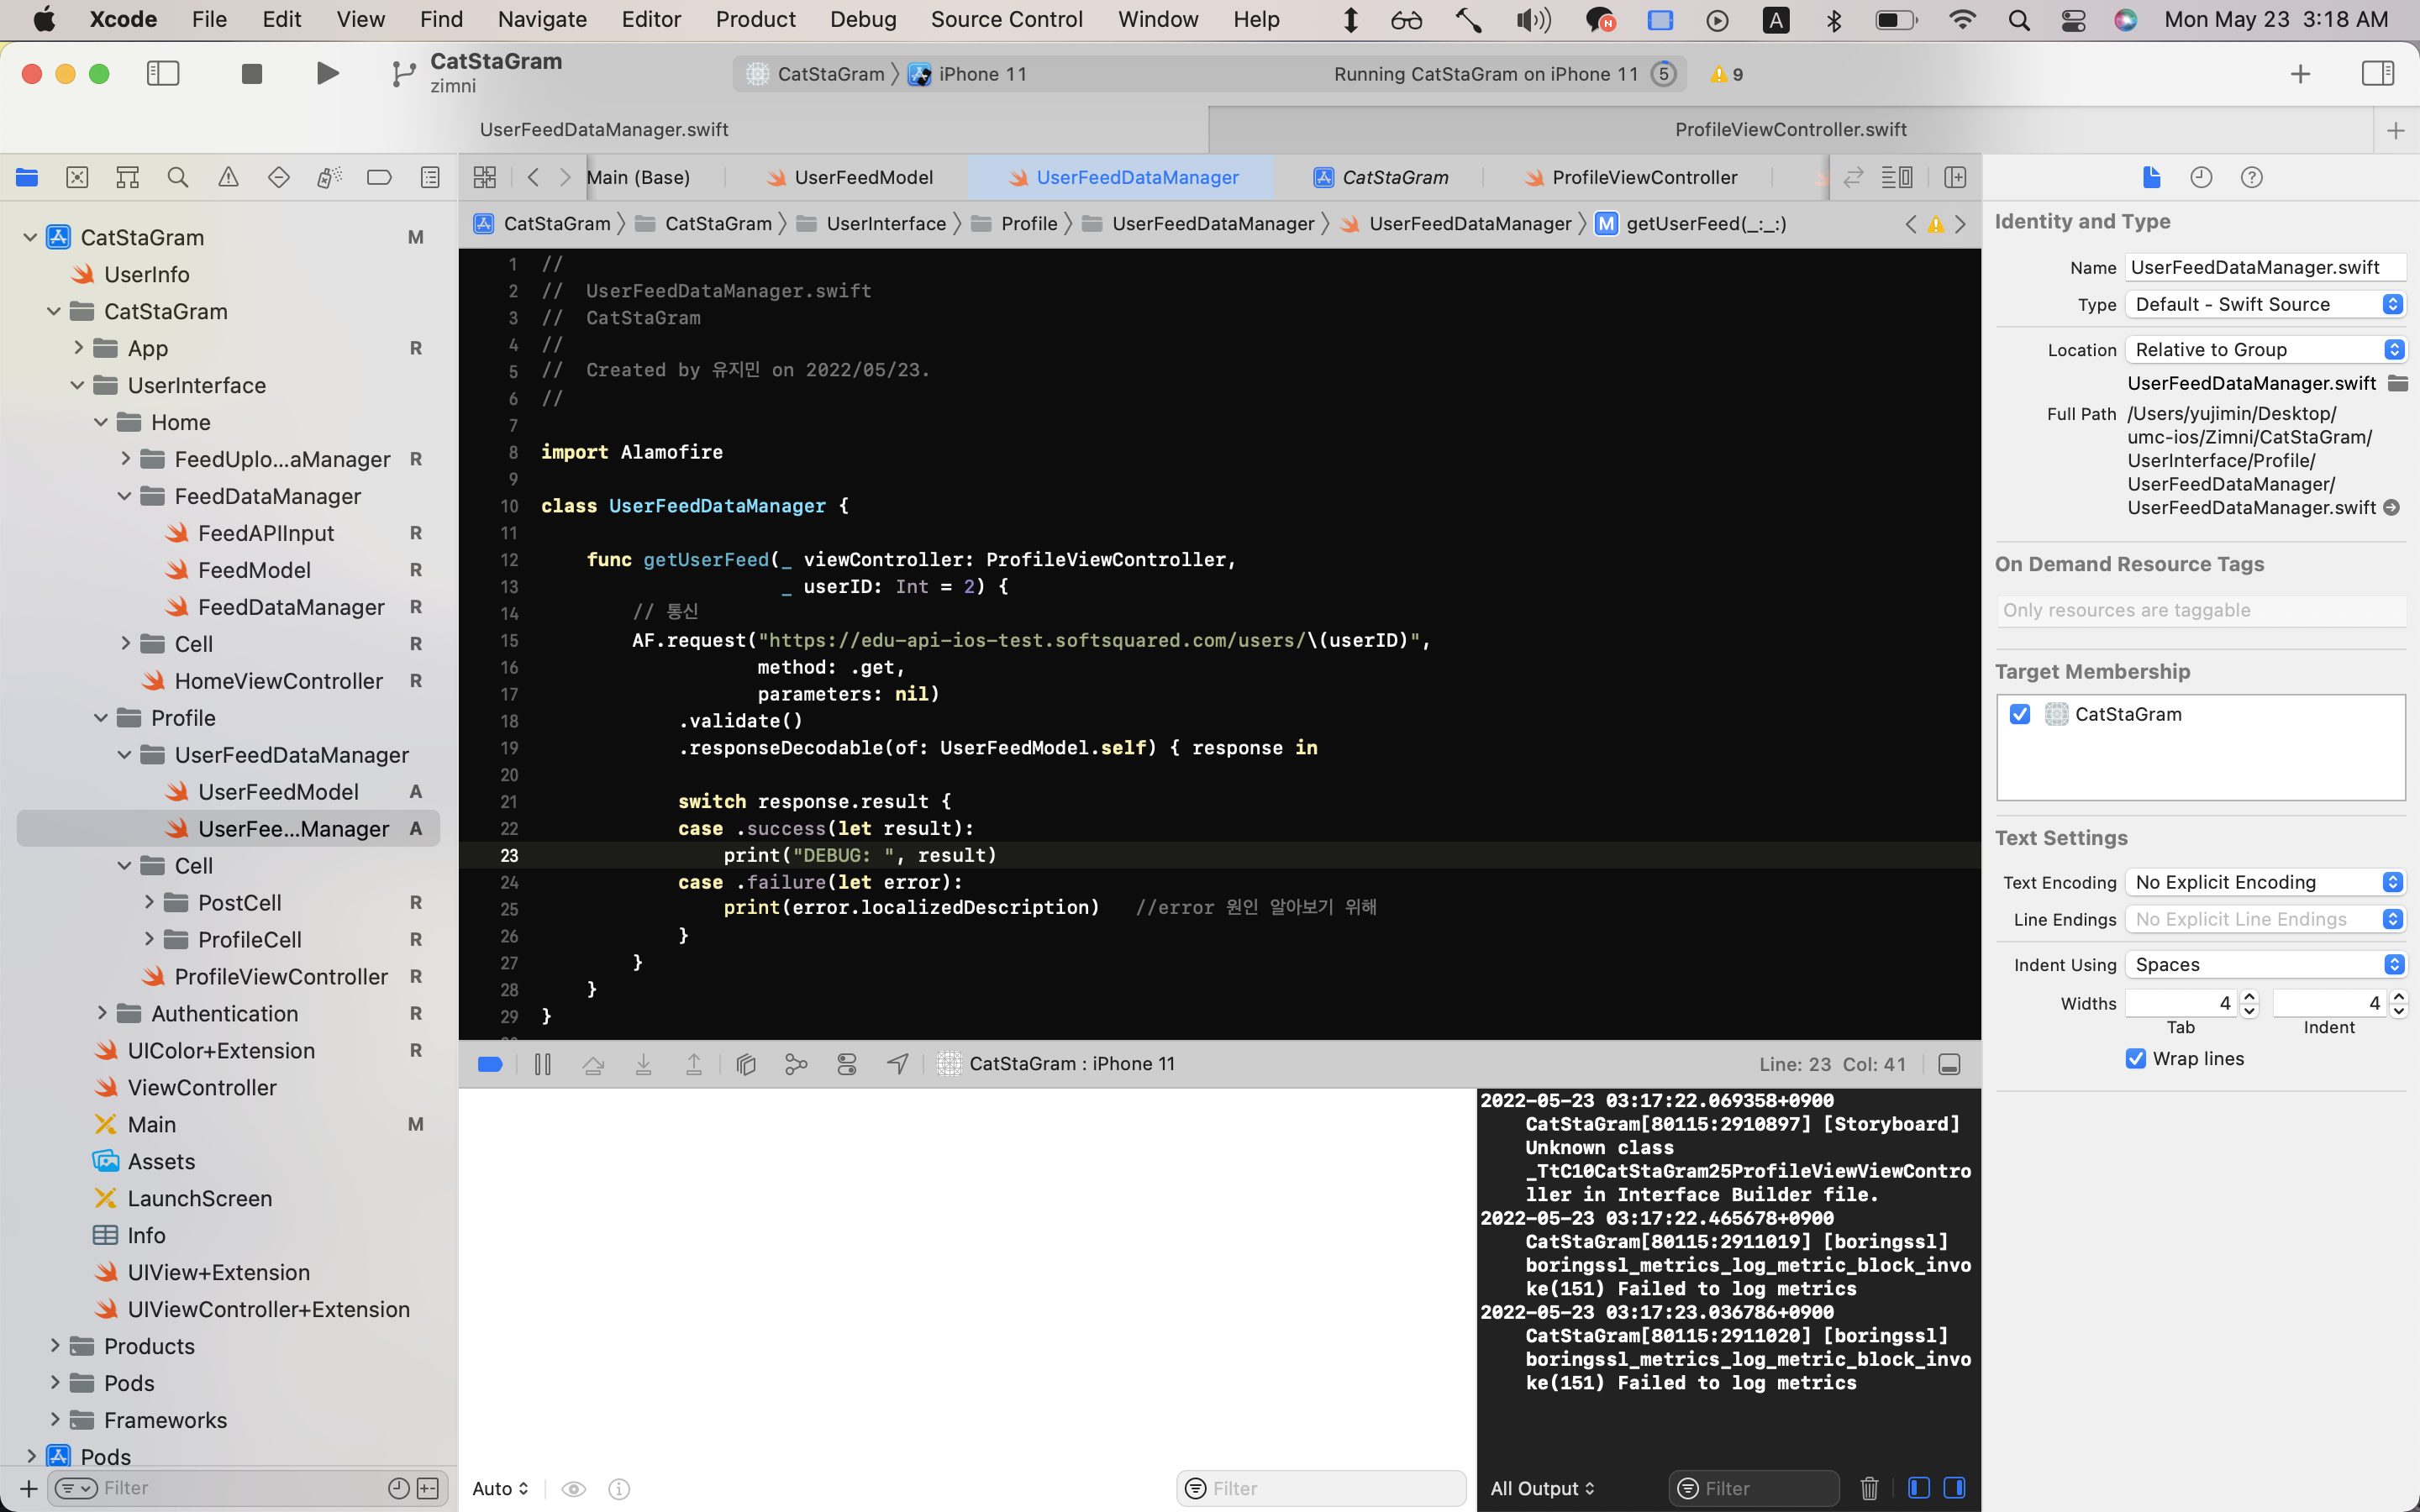 Xcode File Edit View Find Navigate Editor Product Debug Source Control Window Help A Mon May 23 3:18 AM
CatStaGram
zimni
CatStaGram iPhone 11
Running CatStaGram on iPhone 11 5 9
UserFeedDataManager.swift
ProfileViewController.swift
Main (Base) UserFeedModel UserFeedDataManager CatStaGram ProfileViewController
CatStaGram CatStaGram UserInterface Profile UserFeedDataManager UserFeedDataManager M getUserFeed(_:_:)
CatStaGram M
UserInfo
CatStaGram
App R
UserInterface
Home
FeedUplo...aManager R
FeedDataManager
FeedAPIInput R
FeedModel R
FeedDataManager R
Cell R
HomeViewController R
Profile
UserFeedDataManager
UserFeedModel A
UserFee...Manager A
Cell
PostCell R
ProfileCell R
ProfileViewController R
Authentication R
UIColor+Extension R
ViewController
Main M
Assets
LaunchScreen
Info
UIView+Extension
UIViewController+Extension
Products
Pods
Frameworks
Pods
Filter
1 //
2 //  UserFeedDataManager.swift
3 //  CatStaGram
4 //
5 //  Created by 유지민 on 2022/05/23.
6 //
7
8 import Alamofire
9
10 class UserFeedDataManager {
11
12     func getUserFeed(_ viewController: ProfileViewController,
13                      _ userID: Int = 2) {
14         // 통신
15         AF.request("https://edu-api-ios-test.softsquared.com/users/\(userID)",
16                    method: .get,
17                    parameters: nil)
18             .validate()
19             .responseDecodable(of: UserFeedModel.self) { response in
20
21             switch response.result {
22             case .success(let result):
23                 print("DEBUG: ", result)
24             case .failure(let error):
25                 print(error.localizedDescription)   //error 원인 알아보기 위해
26             }
27         }
28     }
29 }
CatStaGram : iPhone 11
Line: 23 Col: 41
2022-05-23 03:17:22.069358+0900
CatStaGram[80115:2910897] [Storyboard]
Unknown class
_TtC10CatStaGram25ProfileViewViewContro
ller in Interface Builder file.
2022-05-23 03:17:22.465678+0900
CatStaGram[80115:2911019] [boringssl]
boringssl_metrics_log_metric_block_invo
ke(151) Failed to log metrics
2022-05-23 03:17:23.036786+0900
CatStaGram[80115:2911020] [boringssl]
boringssl_metrics_log_metric_block_invo
ke(151) Failed to log metrics
Auto
Filter
All Output
Filter
Identity and Type
Name UserFeedDataManager.swift
Type Default - Swift Source
Location Relative to Group
UserFeedDataManager.swift
Full Path /Users/yujimin/Desktop/
umc-ios/Zimni/CatStaGram/
UserInterface/Profile/
UserFeedDataManager/
UserFeedDataManager.swift
On Demand Resource Tags
Only resources are taggable
Target Membership
CatStaGram
Text Settings
Text Encoding No Explicit Encoding
Line Endings No Explicit Line Endings
Indent Using Spaces
Widths 4 4
Tab Indent
Wrap lines